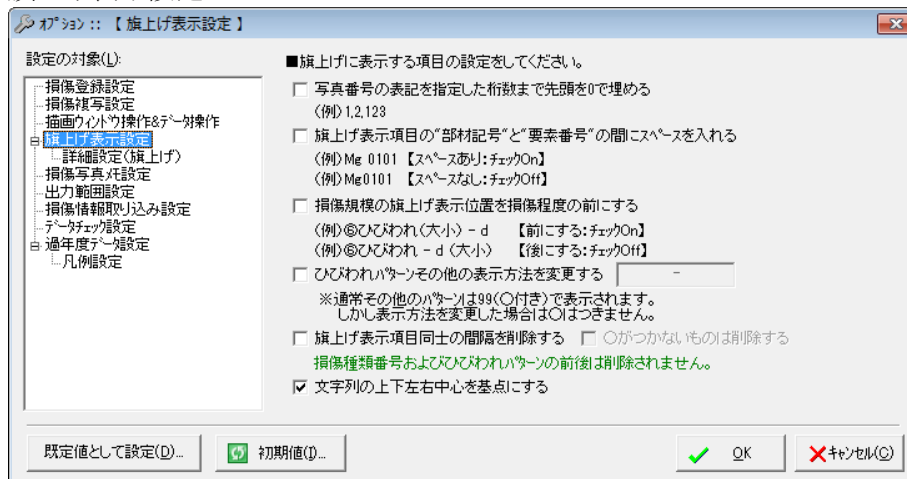 オプション :: 【 旗上げ表示設定 】
設定の対象(L):
損傷登録設定
損傷複写設定
描画ウィンドウ操作&データ操作
旗上げ表示設定
詳細設定(旗上げ)
損傷写真メモ設定
出力範囲設定
損傷情報取り込み設定
データチェック設定
過年度データ設定
凡例設定
■旗上げに表示する項目の設定をしてください。
写真番号の表記を指定した桁数まで先頭を0で埋める
(例) 1,2,123
旗上げ表示項目の"部材記号"と"要素番号"の間にスペースを入れる
(例) Mg 0101 【スペースあり:チェックOn】
(例) Mg0101 【スペースなし:チェックOff】
損傷規模の旗上げ表示位置を損傷程度の前にする
(例)⑥ひびわれ(大小) - d 【前にする:チェックOn】
(例)⑥ひびわれ - d (大小) 【後にする:チェックOff】
ひびわれパターンその他の表示方法を変更する -
※通常その他のパターンは99(○付き)で表示されます。
しかし表示方法を変更した場合は○はつきません。
旗上げ表示項目同士の間隔を削除する ○がつかないものは削除する
損傷種類番号およびひびわれパターンの前後は削除されません。
文字列の上下左右中心を基点にする
既定値として設定(D)... 初期値(I)... OK キャンセル(C)